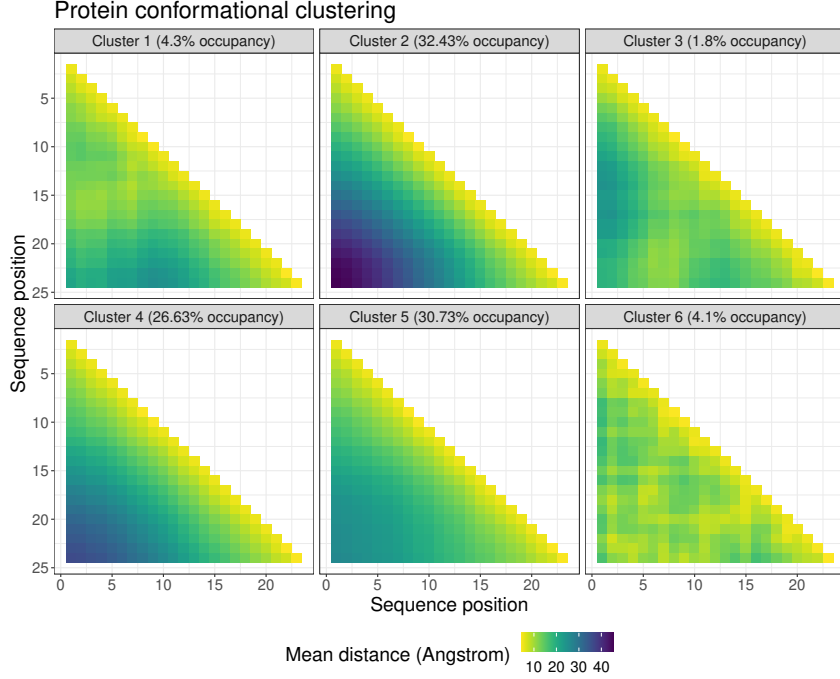 Protein conformational clustering
Cluster 1 (4.3% occupancy) Cluster 2 (32.43% occupancy) Cluster 3 (1.8% occupancy)
5
10
15
20
25
Sequence position
Cluster 4 (26.63% occupancy) Cluster 5 (30.73% occupancy) Cluster 6 (4.1% occupancy)
5
10
15
20
25
0 5 10 15 20 0 5 10 15 20 0 5 10 15 20
Sequence position
Mean distance (Angstrom)
10 20 30 40